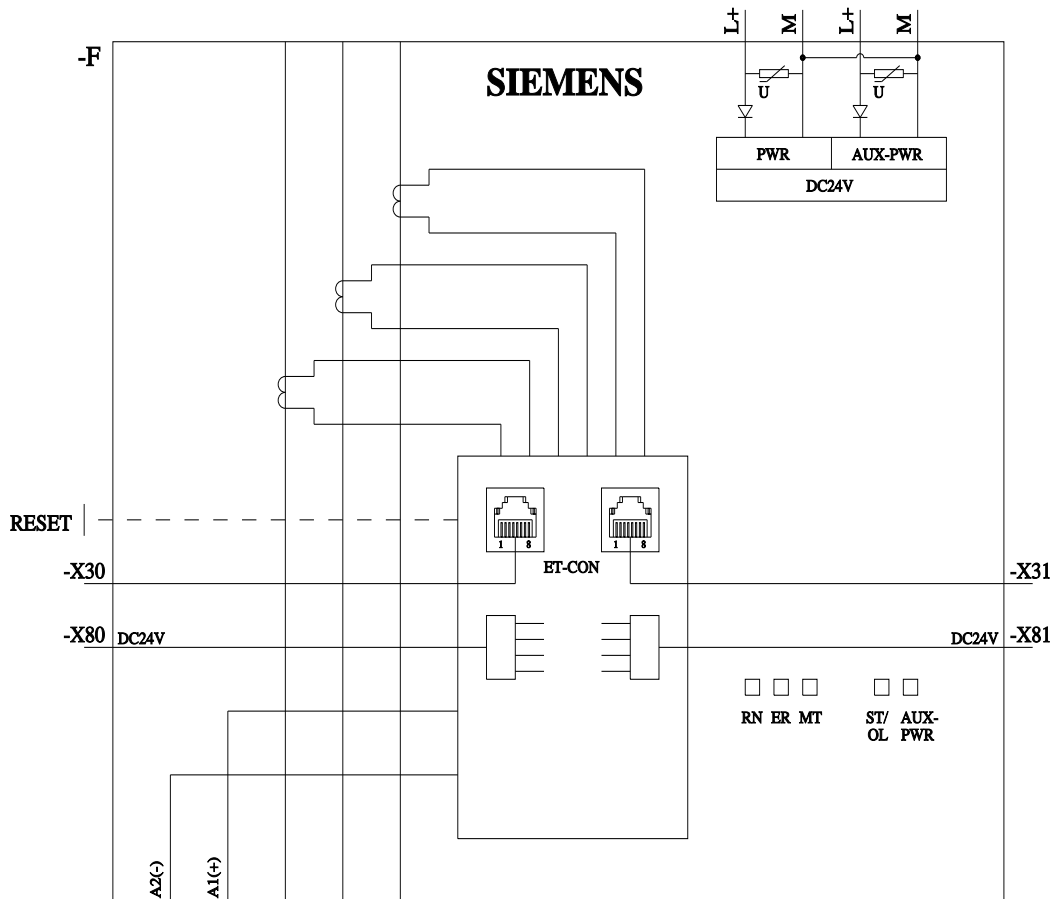 L+ M L+ M
-F
SIEMENS
U U
PWR AUX-PWR
DC24V
RESET
1 8 1 8
ET-CON
-X30 -X31
-X80 DC24V DC24V -X81
RN ER MT ST/ AUX-
OL PWR
A2(-) A1(+)